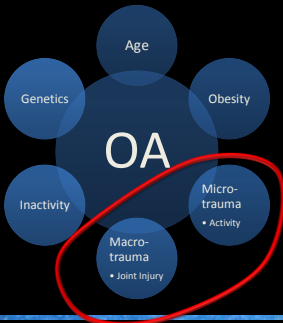 Age
Genetics
Obesity
OA
Inactivity
Micro-
trauma
• Activity
Macro-
trauma
• Joint Injury